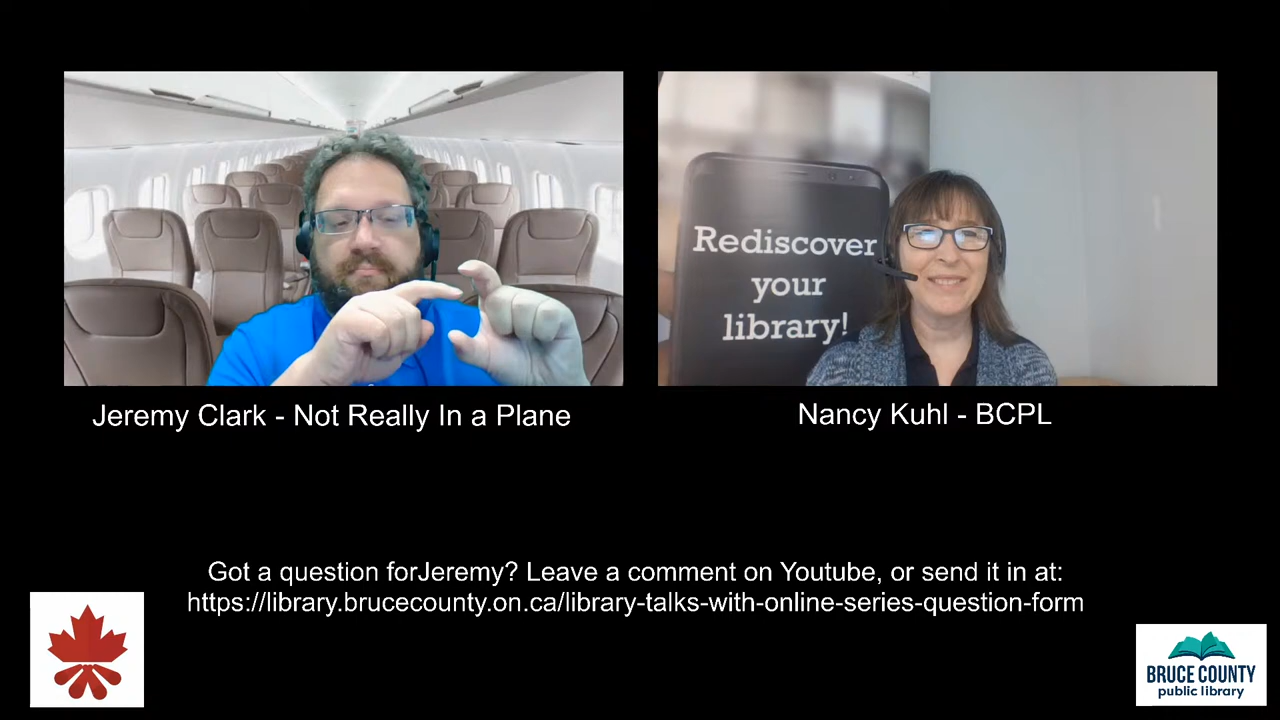 Rediscover
your
library!
Jeremy Clark - Not Really In a Plane
Nancy Kuhl - BCPL
Got a question forJeremy? Leave a comment on Youtube, or send it in at:
https://library.brucecounty.on.ca/library-talks-with-online-series-question-form
BRUCE COUNTY
public library